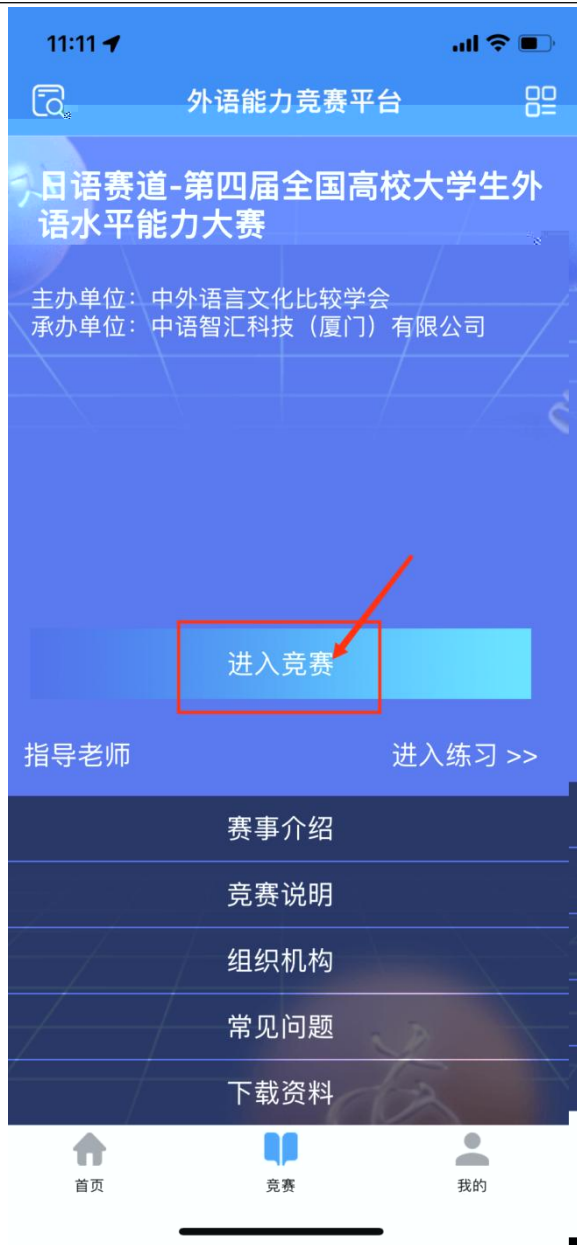 11:11
外语能力竞赛平台
日语赛道-第四届全国高校大学生外
语水平能力大赛
主办单位：中外语言文化比较学会
承办单位：中语智汇科技（厦门）有限公司
进入竞赛
指导老师
进入练习 >>
赛事介绍
竞赛说明
组织机构
常见问题
下载资料
首页
竞赛
我的